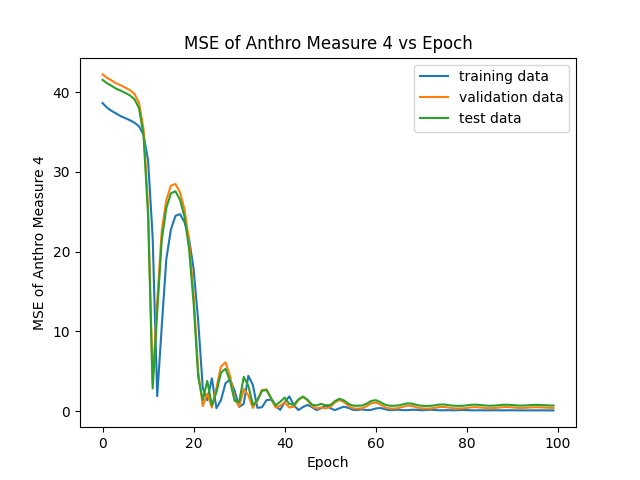 MSE of Anthro Measure 4 vs Epoch
training data
validation data
test data
MSE of Anthro Measure 4
40
30
20
10
0
0 20 40 60 80 100
Epoch